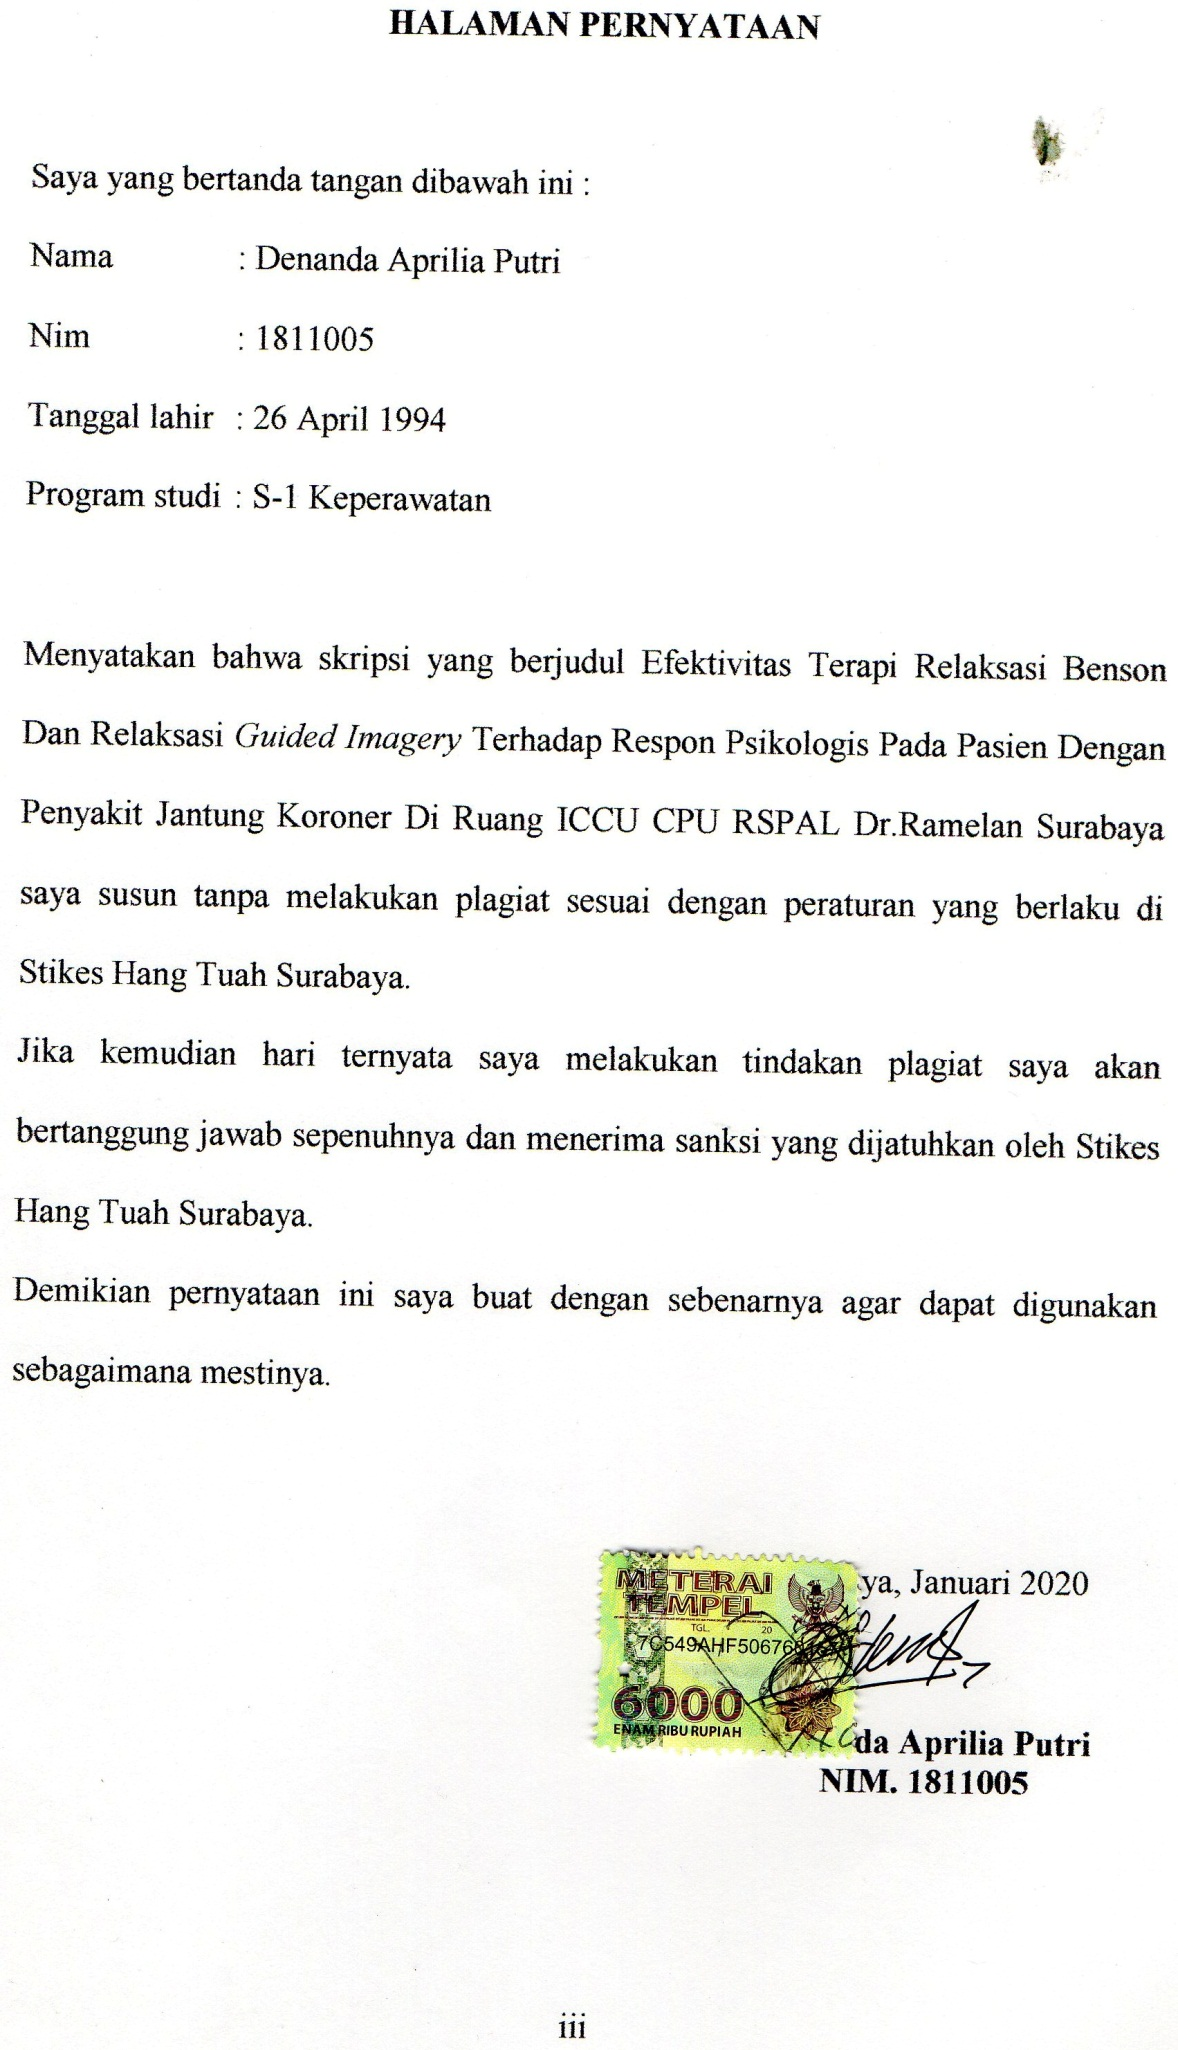 HALAMAN PERNYATAAN
Saya yang bertanda tangan dibawah ini :
Nama : Denanda Aprilia Putri
Nim : 1811005
Tanggal lahir : 26 April 1994
Program studi : S-1 Keperawatan
Menyatakan bahwa skripsi yang berjudul Efektivitas Terapi Relaksasi Benson
Dan Relaksasi Guided Imagery Terhadap Respon Psikologis Pada Pasien Dengan
Penyakit Jantung Koroner Di Ruang ICCU CPU RSPAL Dr.Ramelan Surabaya
saya susun tanpa melakukan plagiat sesuai dengan peraturan yang berlaku di
Stikes Hang Tuah Surabaya.
Jika kemudian hari ternyata saya melakukan tindakan plagiat saya akan
bertanggung jawab sepenuhnya dan menerima sanksi yang dijatuhkan oleh Stikes
Hang Tuah Surabaya.
Demikian pernyataan ini saya buat dengan sebenarnya agar dapat digunakan
sebagaimana mestinya.
ya, Januari 2020
METERAI
TEMPEL
TGL. 20
6000
ENAM RIBU RUPIAH
da Aprilia Putri
NIM. 1811005
iii